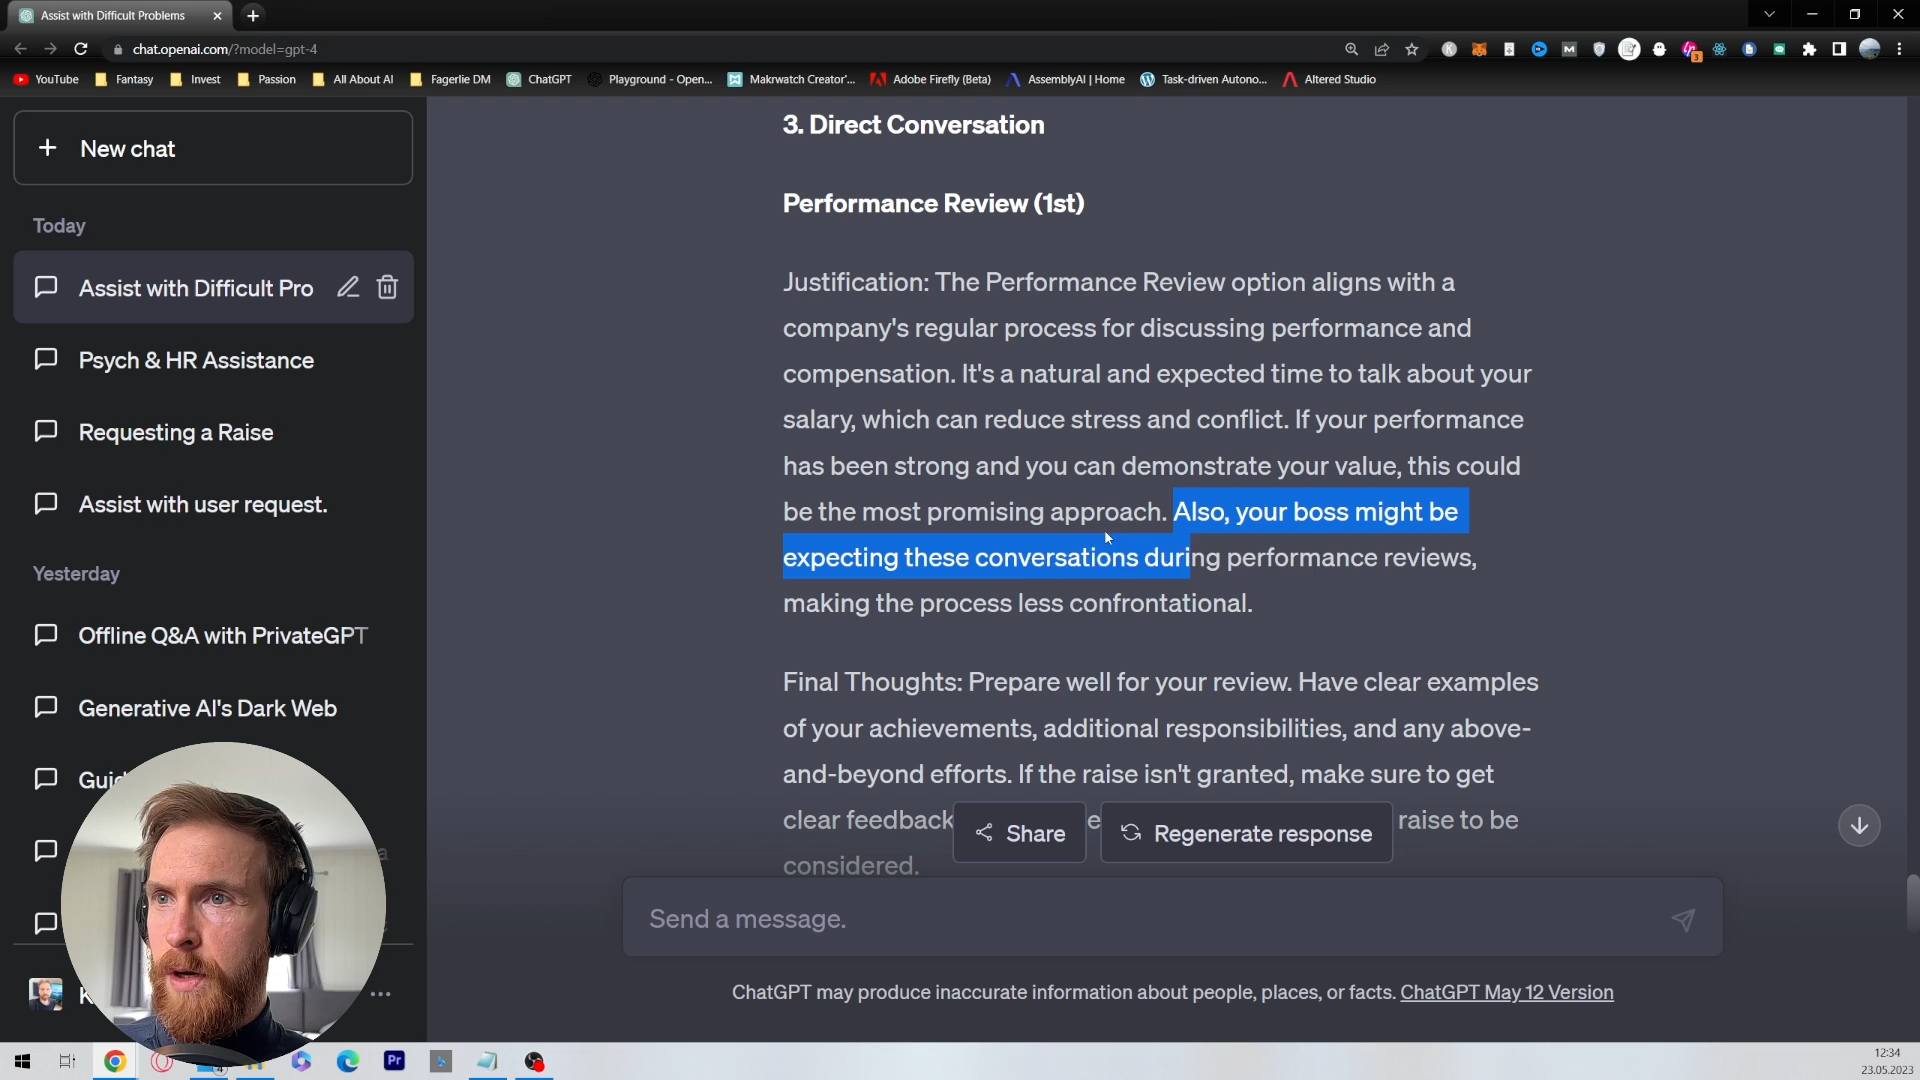 Assist with Difficult Problems
chat.openai.com/?model=gpt-4
YouTube Fantasy Invest Passion All About AI Fagerlie DM ChatGPT Playground - Open... Makrwatch Creator'... Adobe Firefly (Beta) AssemblyAI | Home Task-driven Autono... Altered Studio
New chat
Today
Assist with Difficult Pro
Psych & HR Assistance
Requesting a Raise
Assist with user request.
Yesterday
Offline Q&A with PrivateGPT
Generative AI's Dark Web
3. Direct Conversation
Performance Review (1st)
Justification: The Performance Review option aligns with a
company's regular process for discussing performance and
compensation. It's a natural and expected time to talk about your
salary, which can reduce stress and conflict. If your performance
has been strong and you can demonstrate your value, this could
be the most promising approach. Also, your boss might be
expecting these conversations during performance reviews,
making the process less confrontational.
Final Thoughts: Prepare well for your review. Have clear examples
of your achievements, additional responsibilities, and any above-
and-beyond efforts. If the raise isn't granted, make sure to get
clear feedback raise to be
considered.
Share
Regenerate response
Send a message.
ChatGPT may produce inaccurate information about people, places, or facts. ChatGPT May 12 Version
Pr
12:34
23.05.2023